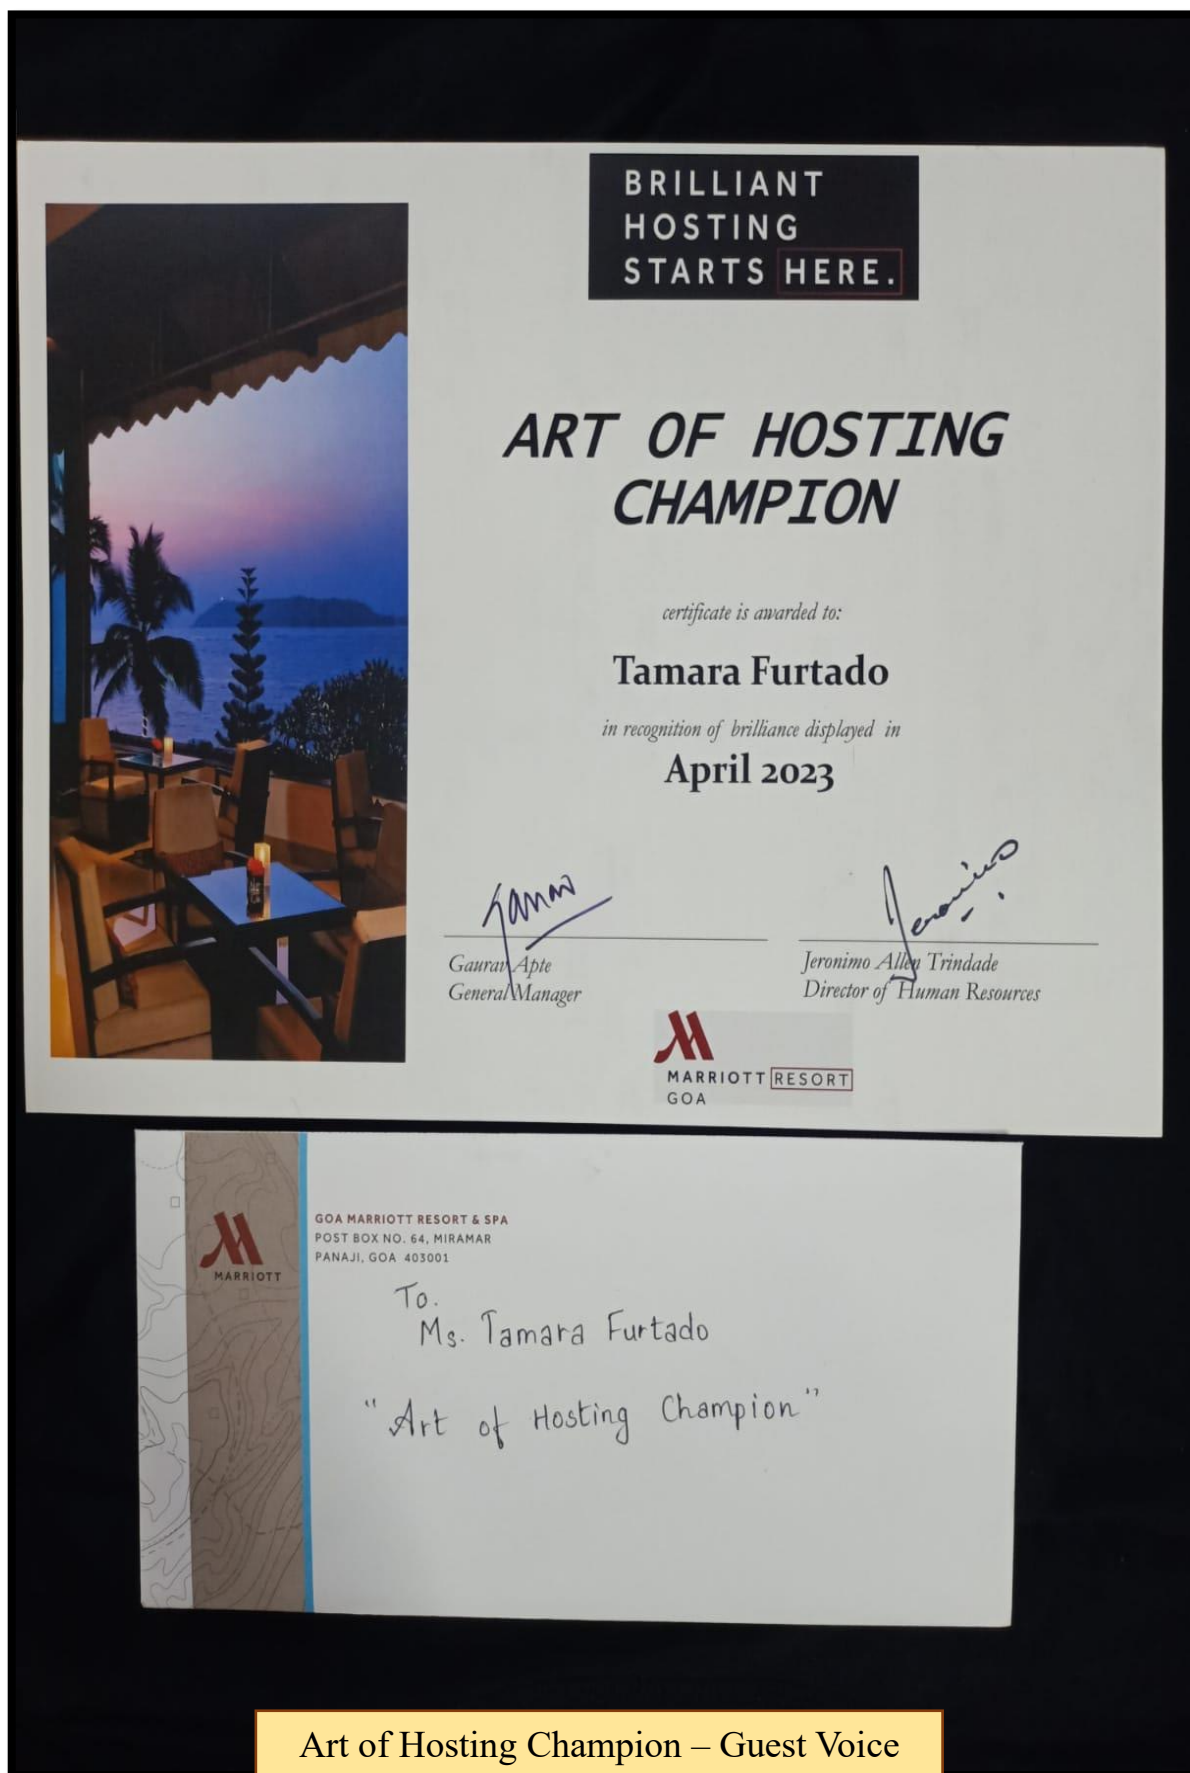 BRILLIANT
HOSTING
STARTS HERE.
ART OF HOSTING
CHAMPION
certificate is awarded to:
Tamara Furtado
in recognition of brilliance displayed in
April 2023
Gaurav
Jeronimo
Gaurav Apte
General Manager
Jeronimo Allen Trindade
Director of Human Resources
MARRIOTT RESORT
GOA
MARRIOTT
GOA MARRIOTT RESORT & SPA
POST BOX NO. 64, MIRAMAR
PANAJI, GOA 403001
To.
Ms. Tamara Furtado
"Art of Hosting Champion"
Art of Hosting Champion – Guest Voice